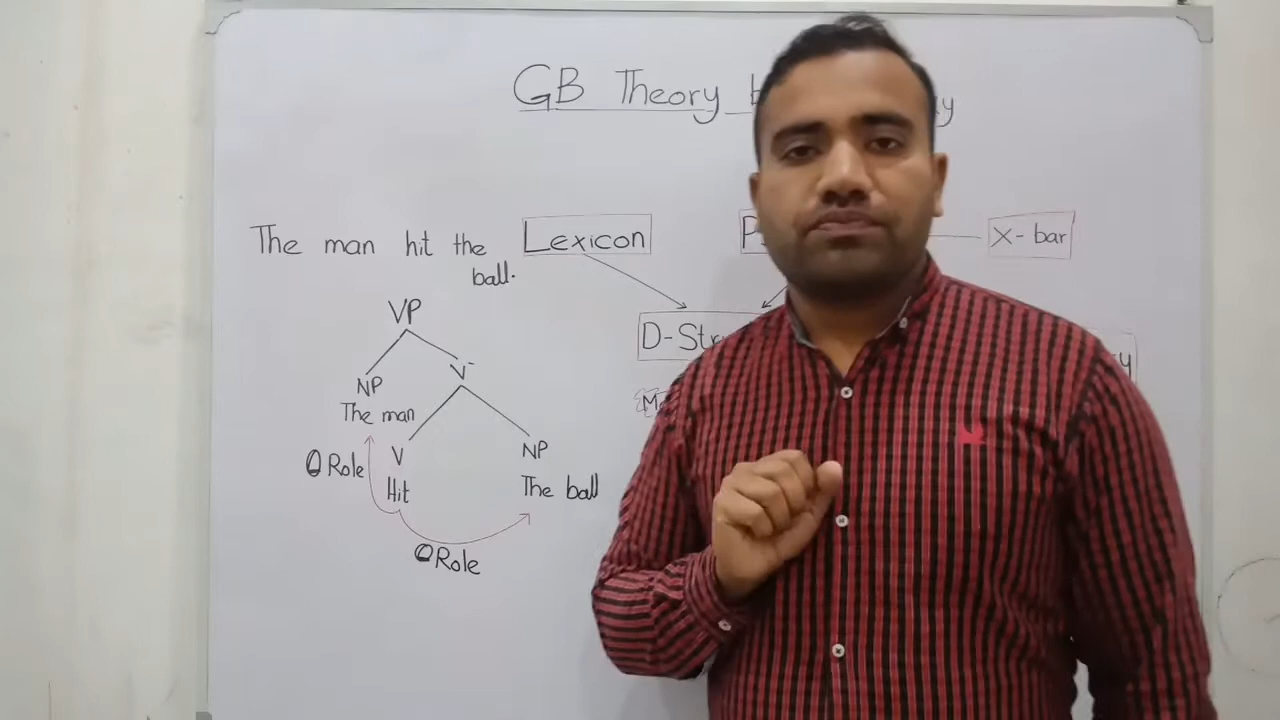 GB Theory
The man hit the Lexicon X-bar
ball.
VP
D-Str
NP V-
The man
V NP
θ Role
Hit The ball
θ Role